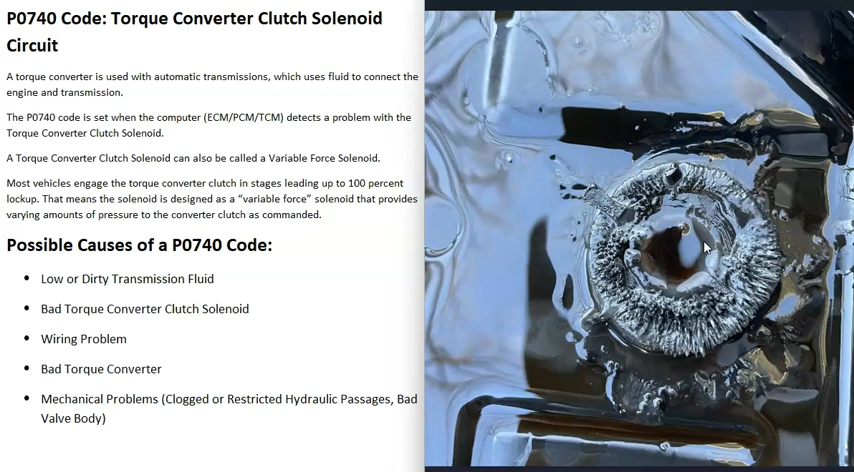 P0740 Code: Torque Converter Clutch Solenoid
Circuit
A torque converter is used with automatic transmissions, which uses fluid to connect the
engine and transmission.
The P0740 code is set when the computer (ECM/PCM/TCM) detects a problem with the
Torque Converter Clutch Solenoid.
A Torque Converter Clutch Solenoid can also be called a Variable Force Solenoid.
Most vehicles engage the torque converter clutch in stages leading up to 100 percent
lockup. That means the solenoid is designed as a “variable force” solenoid that provides
varying amounts of pressure to the converter clutch as commanded.
Possible Causes of a P0740 Code:
• Low or Dirty Transmission Fluid
• Bad Torque Converter Clutch Solenoid
• Wiring Problem
• Bad Torque Converter
• Mechanical Problems (Clogged or Restricted Hydraulic Passages, Bad
Valve Body)